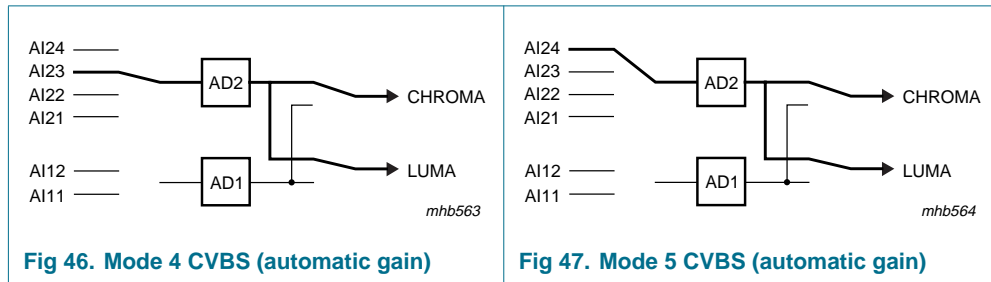 AI24
AI23
AI22
AI21
AI12
AI11
AD2
AD1
CHROMA
LUMA
mhb563
Fig 46. Mode 4 CVBS (automatic gain)
AI24
AI23
AI22
AI21
AI12
AI11
AD2
AD1
CHROMA
LUMA
mhb564
Fig 47. Mode 5 CVBS (automatic gain)